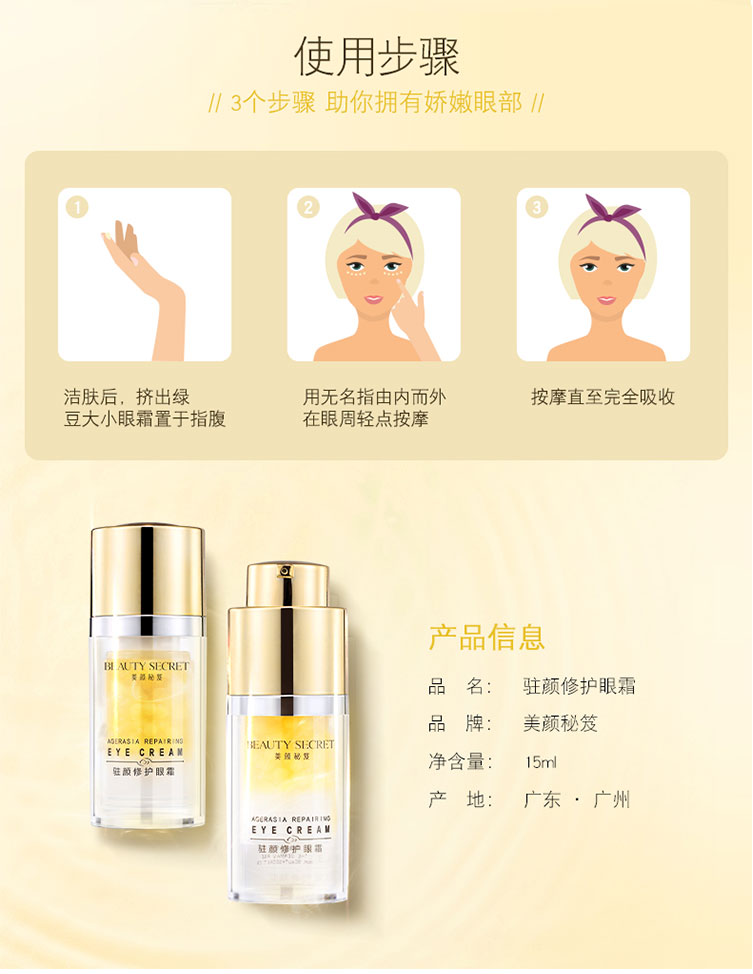 使用步骤
// 3个步骤 助你拥有娇嫩眼部 //
1
2
3
洁肤后，挤出绿
豆大小眼霜置于指腹
用无名指由内而外
在眼周轻点按摩
按摩直至完全吸收
BEAUTY SECRET
美颜秘笈
AGERASIA REPAIRING
EYE CREAM
驻颜修护眼霜
BEAUTY SECRET
美颜秘笈
AGERASIA REPAIRING
EYE CREAM
驻颜修护眼霜
产品信息
品 名： 驻颜修护眼霜
品 牌： 美颜秘笈
净含量： 15ml
产 地： 广东 · 广州